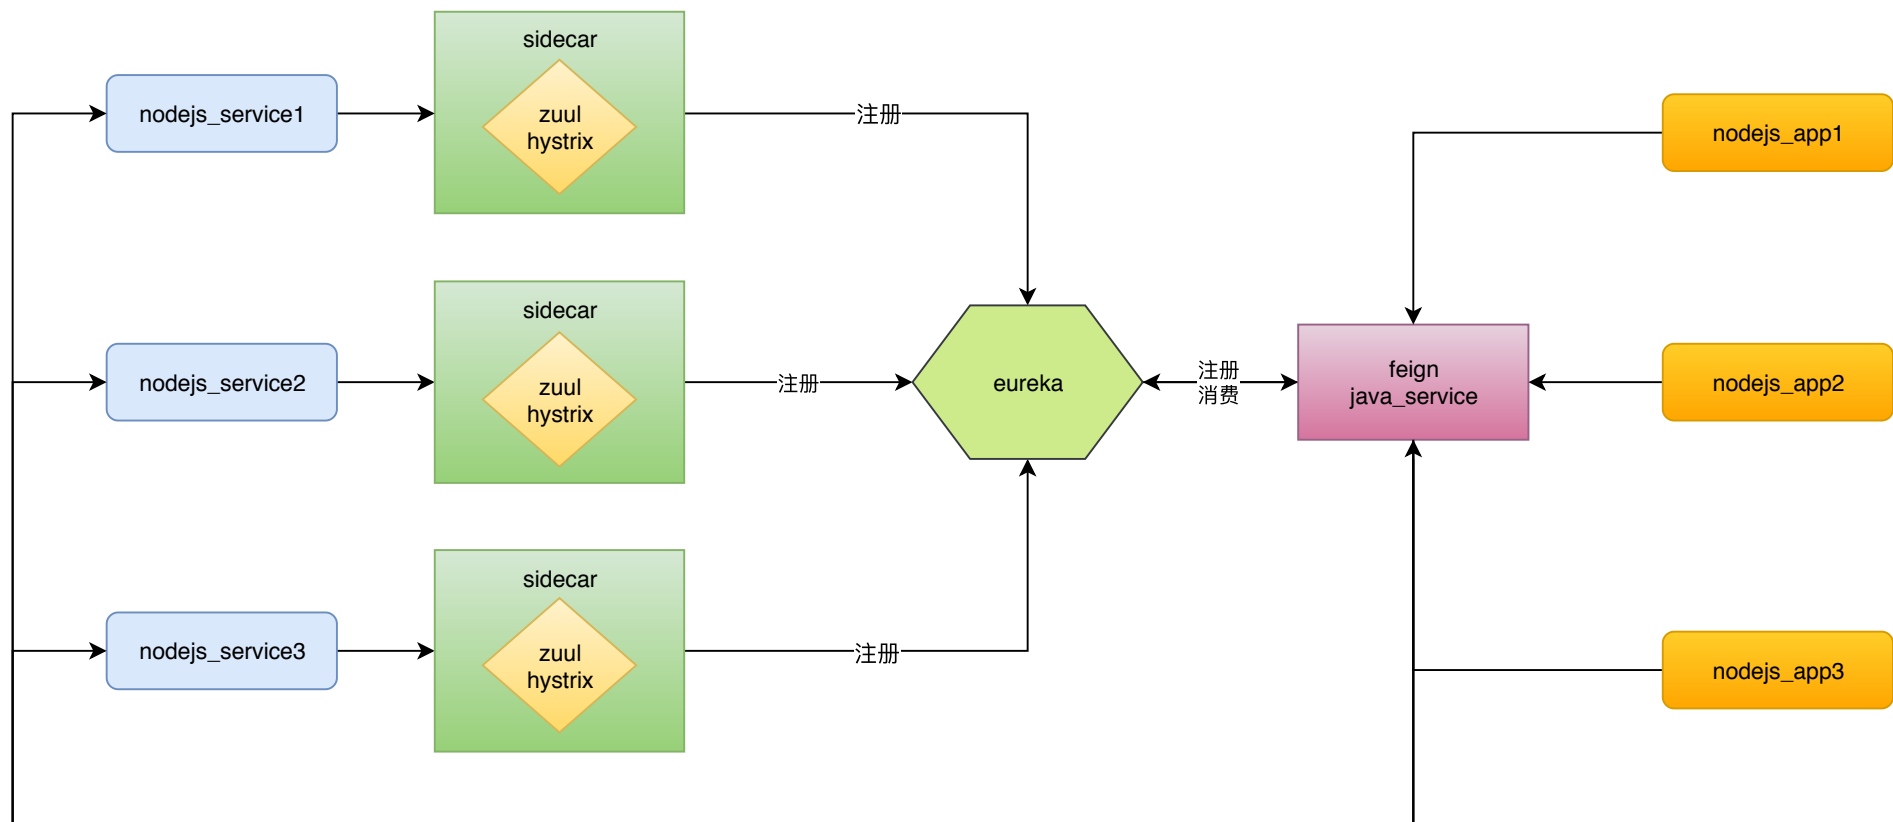 sidecar
nodejs_service1
zuul
hystrix
注册
nodejs_app1
sidecar
nodejs_service2
zuul
hystrix
注册
eureka
注册
消费
feign
java_service
nodejs_app2
sidecar
nodejs_service3
zuul
hystrix
注册
nodejs_app3